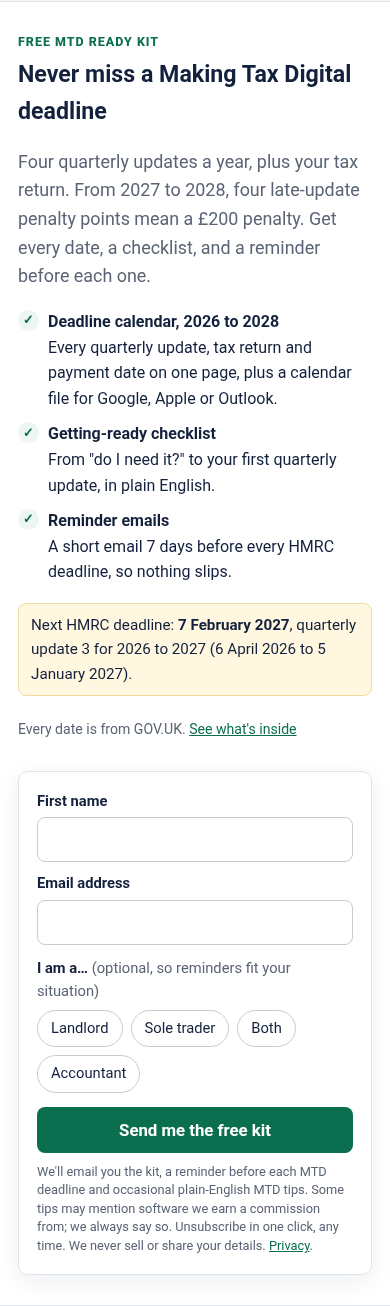 FREE MTD READY KIT
Never miss a Making Tax Digital
deadline
Four quarterly updates a year, plus your tax
return. From 2027 to 2028, four late-update
penalty points mean a £200 penalty. Get
every date, a checklist, and a reminder
before each one.
✓ Deadline calendar, 2026 to 2028
Every quarterly update, tax return and
payment date on one page, plus a calendar
file for Google, Apple or Outlook.
✓ Getting-ready checklist
From "do I need it?" to your first quarterly
update, in plain English.
✓ Reminder emails
A short email 7 days before every HMRC
deadline, so nothing slips.
Next HMRC deadline: 7 February 2027, quarterly
update 3 for 2026 to 2027 (6 April 2026 to 5
January 2027).
Every date is from GOV.UK. See what's inside
First name
Email address
I am a… (optional, so reminders fit your
situation)
Landlord Sole trader Both
Accountant
Send me the free kit
We'll email you the kit, a reminder before each MTD
deadline and occasional plain-English MTD tips. Some
tips may mention software we earn a commission
from; we always say so. Unsubscribe in one click, any
time. We never sell or share your details. Privacy.